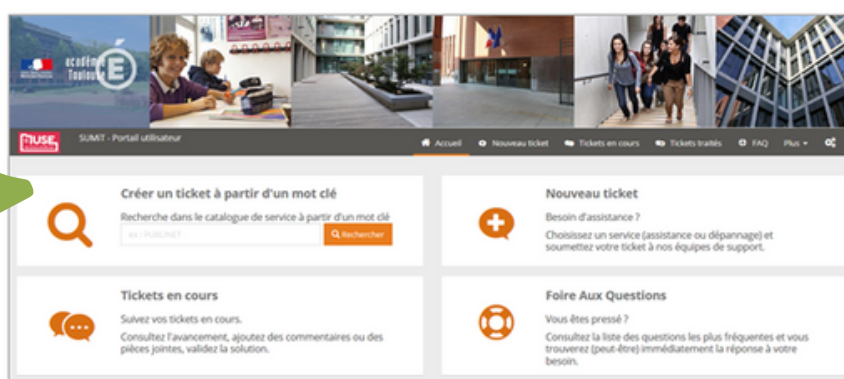 académie
Toulouse
É
MUSE
SUMiT - Portail utilisateur
Accueil
Nouveau ticket
Tickets en cours
Tickets traités
FAQ
Plus
Créer un ticket à partir d'un mot clé
Recherche dans le catalogue de service à partir d'un mot clé
ex : PUBLINET
Rechercher
Nouveau ticket
Besoin d'assistance ?
Choisissez un service (assistance ou dépannage) et
soumettez votre ticket à nos équipes de support.
Tickets en cours
Suivez vos tickets en cours.
Consultez l'avancement, ajoutez des commentaires ou des
pièces jointes, validez la solution.
Foire Aux Questions
Vous êtes pressé ?
Consultez la liste des questions les plus fréquentes et vous
trouverez (peut-être) immédiatement la réponse à votre
besoin.